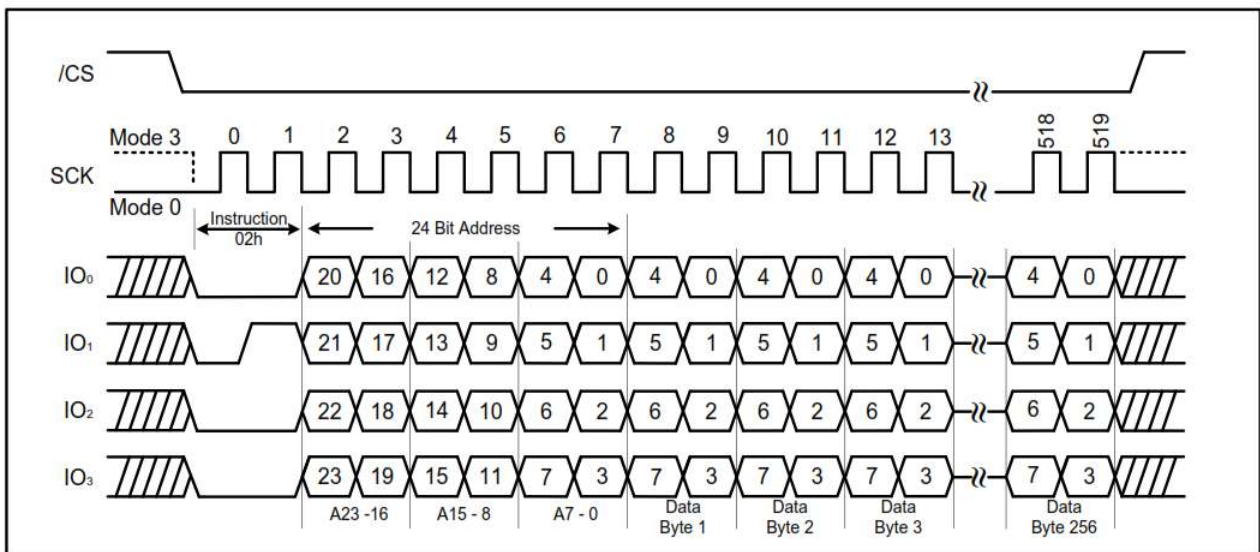 /CS
Mode 3 0 1 2 3 4 5 6 7 8 9 10 11 12 13 518 519
SCK
Mode 0
Instruction
02h
24 Bit Address
IO₀ 20 16 12 8 4 0 4 0 4 0 4 0 4 0
IO₁ 21 17 13 9 5 1 5 1 5 1 5 1 5 1
IO₂ 22 18 14 10 6 2 6 2 6 2 6 2 6 2
IO₃ 23 19 15 11 7 3 7 3 7 3 7 3 7 3
A23 -16 A15 - 8 A7 - 0
Data
Byte 1
Data
Byte 2
Data
Byte 3
Data
Byte 256